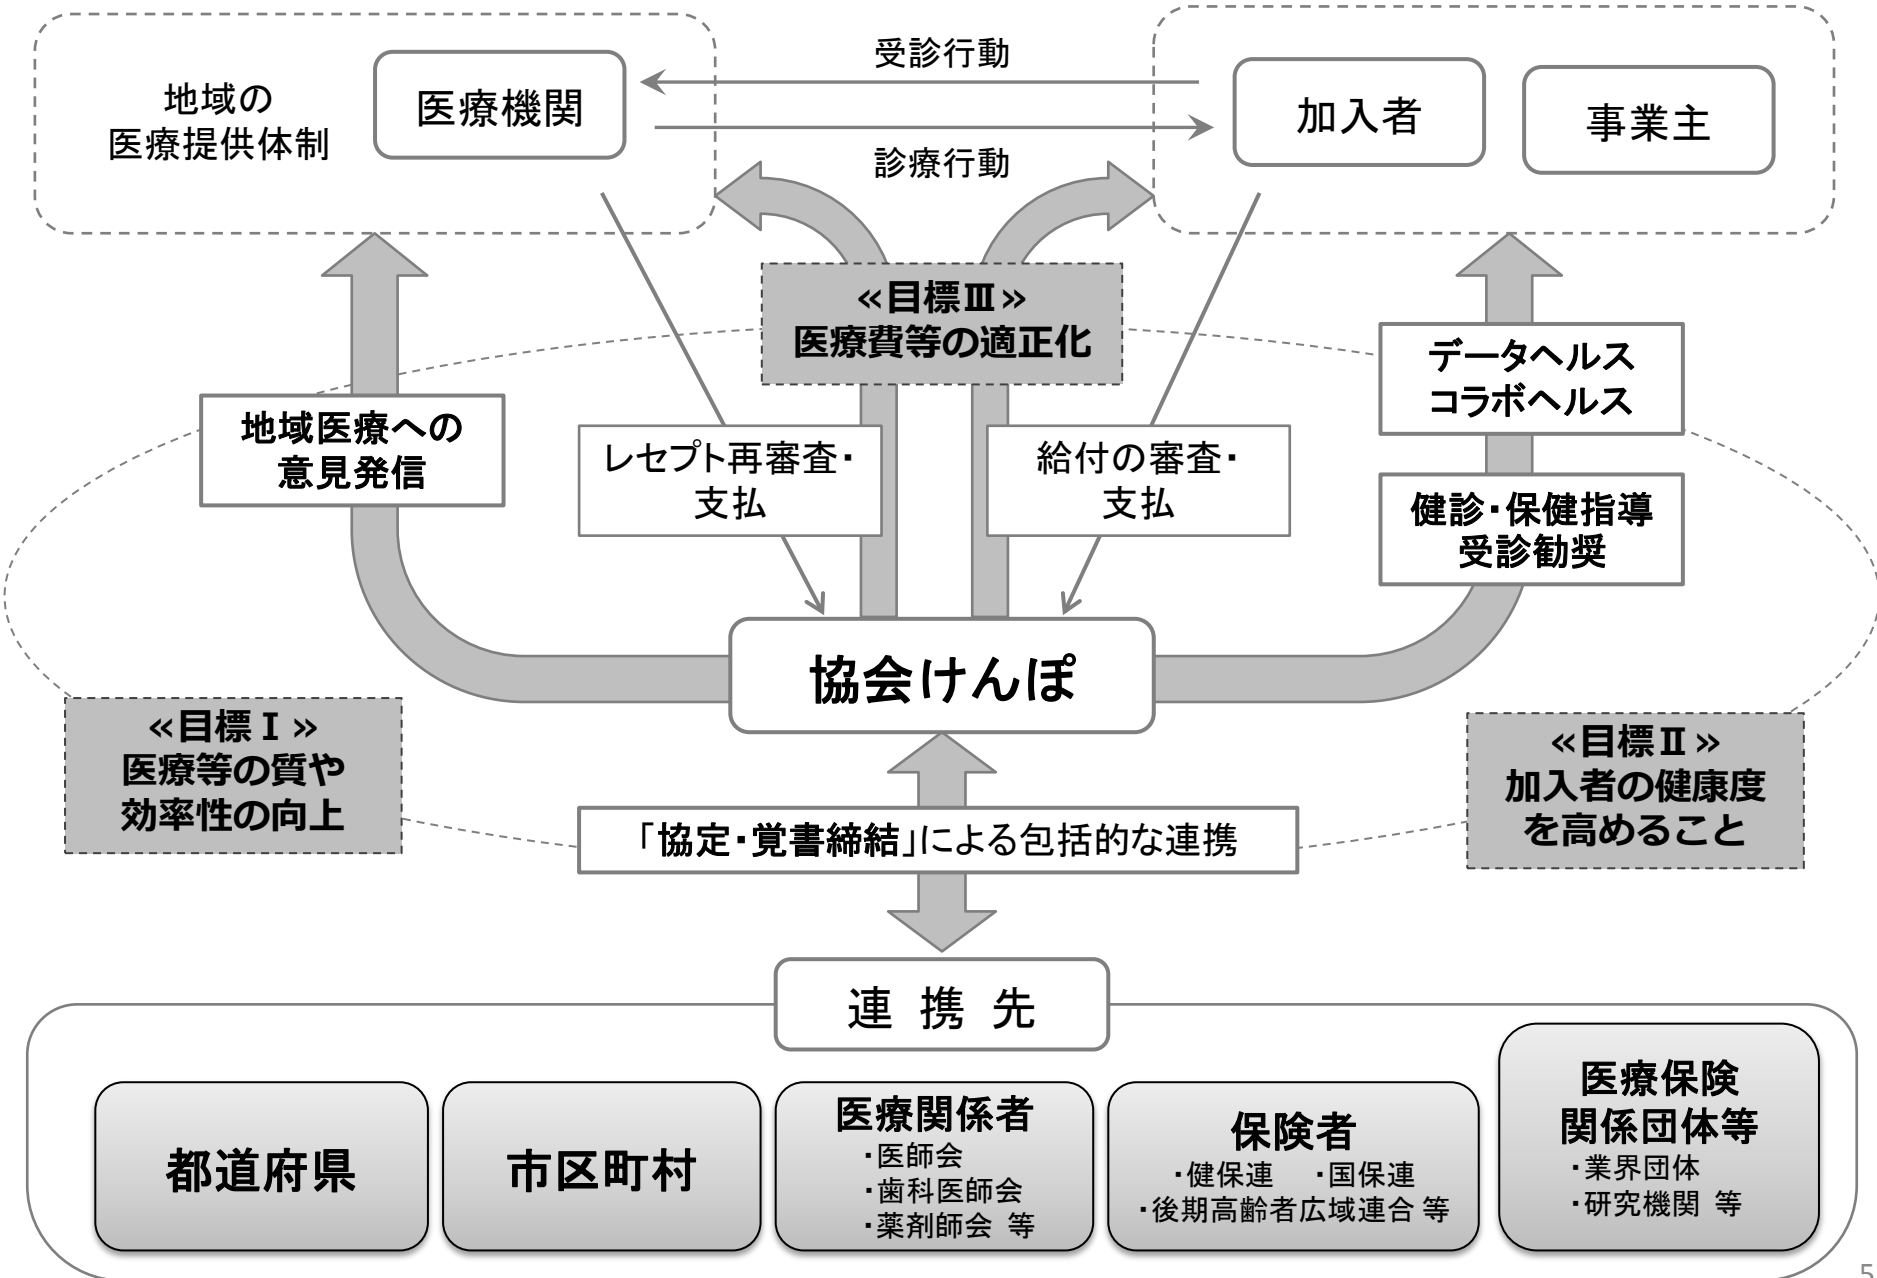 地域の
医療提供体制
医療機関
受診行動
診療行動
加入者
事業主
«目標Ⅲ»
医療費等の適正化
データヘルス
コラボヘルス
地域医療への
意見発信
レセプト再審査・
支払
給付の審査・
支払
健診・保健指導
受診勧奨
協会けんぽ
«目標Ⅰ»
医療等の質や
効率性の向上
«目標Ⅱ»
加入者の健康度
を高めること
「協定・覚書締結」による包括的な連携
連 携 先
都道府県
市区町村
医療関係者
・医師会
・歯科医師会
・薬剤師会 等
保険者
・健保連 ・国保連
・後期高齢者広域連合 等
医療保険
関係団体等
・業界団体
・研究機関 等
5